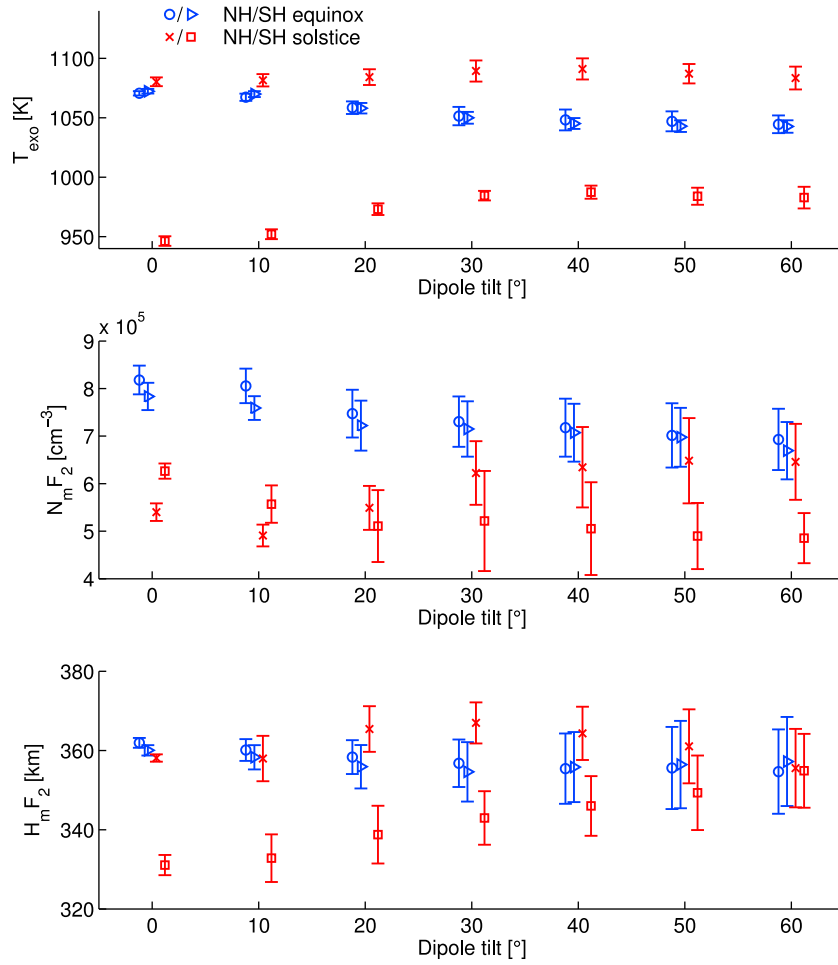 NH/SH equinox
NH/SH solstice
1100
1050
1000
950
T_exo [K]
0 10 20 30 40 50 60
Dipole tilt [°]
x 10^5
9
8
7
6
5
4
N_mF_2 [cm^−3]
0 10 20 30 40 50 60
Dipole tilt [°]
380
360
340
320
H_mF_2 [km]
0 10 20 30 40 50 60
Dipole tilt [°]